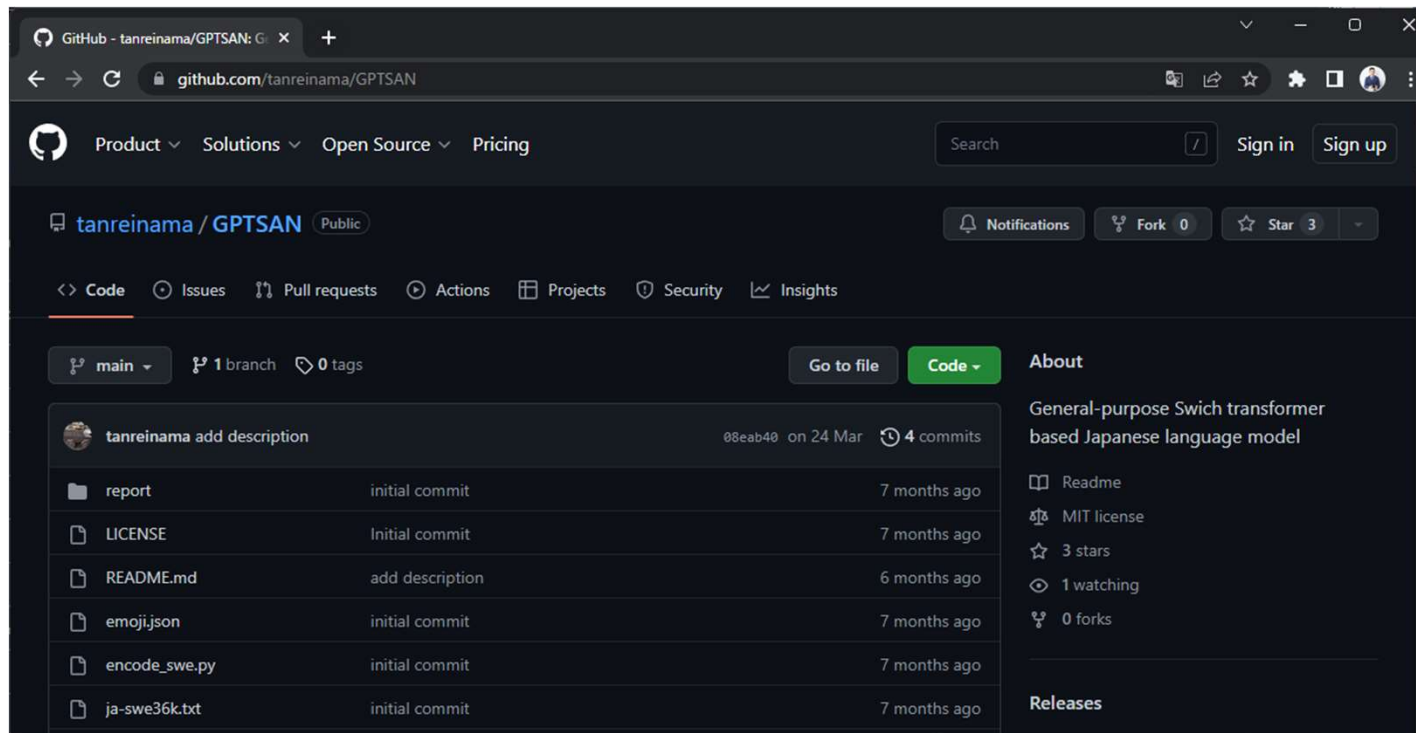 GitHub - tanreinama/GPTSAN: G
github.com/tanreinama/GPTSAN
Product Solutions Open Source Pricing
Search /
Sign in Sign up
tanreinama / GPTSAN Public
Notifications Fork 0 Star 3
Code Issues Pull requests Actions Projects Security Insights
main 1 branch 0 tags
Go to file Code
tanreinama add description 08eab40 on 24 Mar 4 commits
report initial commit 7 months ago
LICENSE Initial commit 7 months ago
README.md add description 6 months ago
emoji.json initial commit 7 months ago
encode_swe.py initial commit 7 months ago
ja-swe36k.txt initial commit 7 months ago
About
General-purpose Swich transformer
based Japanese language model
Readme
MIT license
3 stars
1 watching
0 forks
Releases